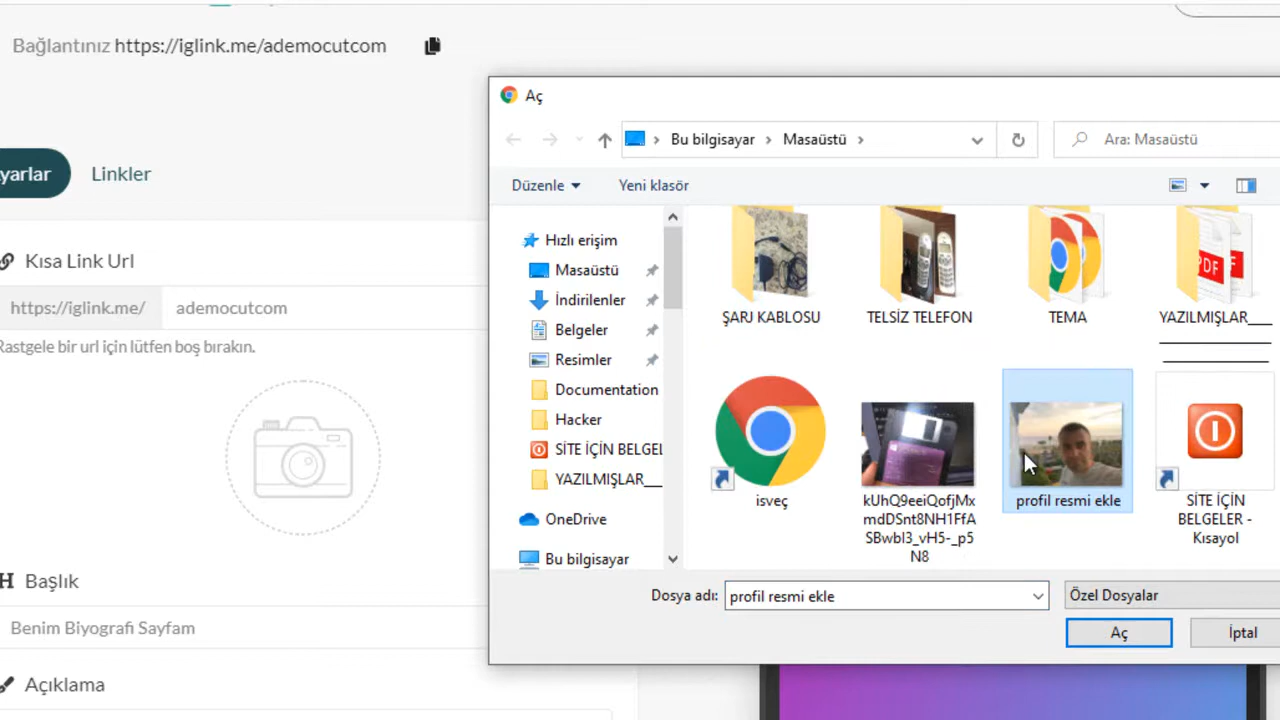 Bağlantınız https://iglink.me/ademocutcom
Aç
Bu bilgisayar > Masaüstü >
Ara: Masaüstü
yarlar
Linkler
Düzenle
Yeni klasör
Kısa Link Url
https://iglink.me/ ademocutcom
Rastgele bir url için lütfen boş bırakın.
Başlık
Benim Biyografi Sayfam
Açıklama
Hızlı erişim
Masaüstü
İndirilenler
Belgeler
Resimler
Documentation
Hacker
SİTE İÇİN BELGEL
YAZILMIŞLAR___
OneDrive
Bu bilgisayar
ŞARJ KABLOSU
TELSİZ TELEFON
TEMA
PDF
YAZILMIŞLAR___
isveç
kUhQ9eeiQofjMx
mdDSnt8NH1FfA
SBwbl3_vH5-_p5
N8
profil resmi ekle
SİTE İÇİN
BELGELER -
Kısayol
Dosya adı: profil resmi ekle
Özel Dosyalar
Aç
İptal